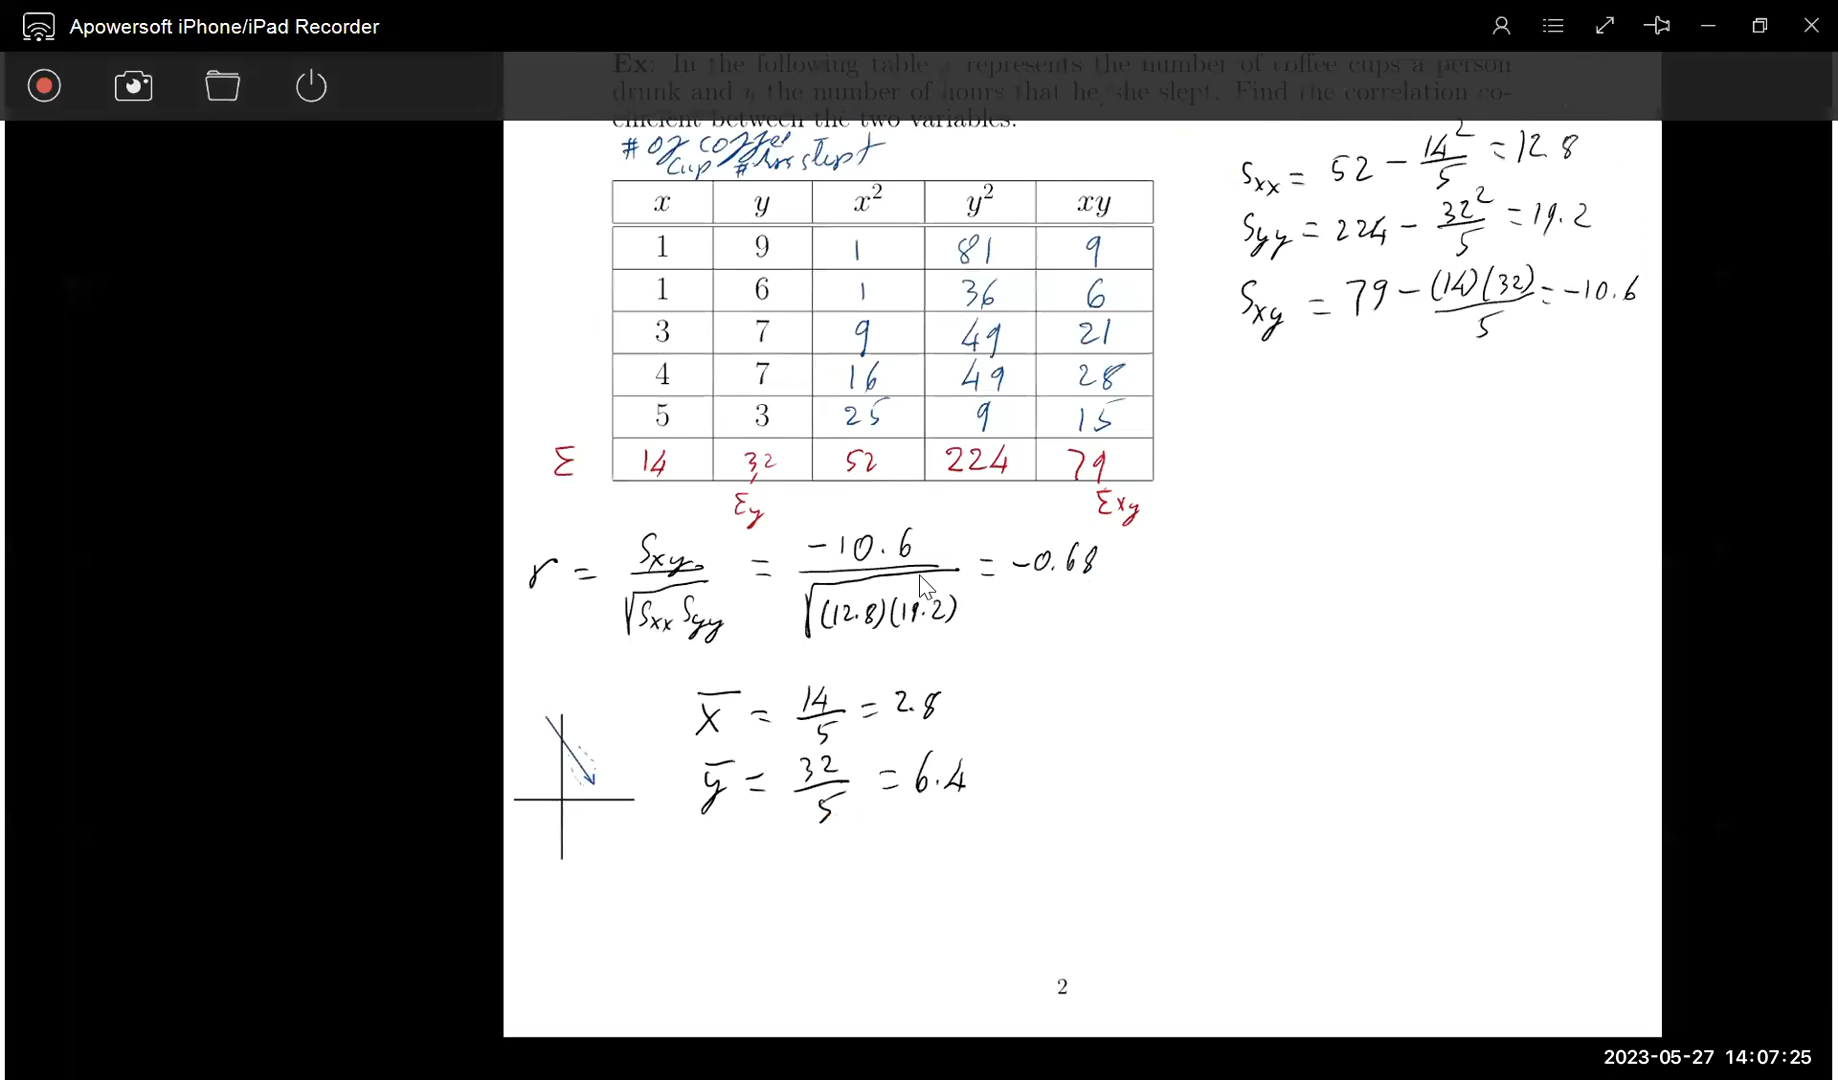 Apowersoft iPhone/iPad Recorder
Ex: In the following table x represents the number of coffee cups a person
drunk and y the number of hours that he/she slept. Find the correlation co-
efficient between the two variables.
# of coffee
cup # hrs slept
x y x² y² xy
1 9 1 81 9
1 6 1 36 6
3 7 9 49 21
4 7 16 49 28
5 3 25 9 15
Σ 14 32 52 224 79
Σy Σxy
Sxx = 52 - 14²/5 = 12.8
Syy = 224 - 32²/5 = 19.2
Sxy = 79 - (14)(32)/5 = -10.6
r = Sxy/√Sxx Syy = -10.6/√(12.8)(19.2) = -0.68
x̄ = 14/5 = 2.8
ȳ = 32/5 = 6.4
2
2023-05-27 14:07:25